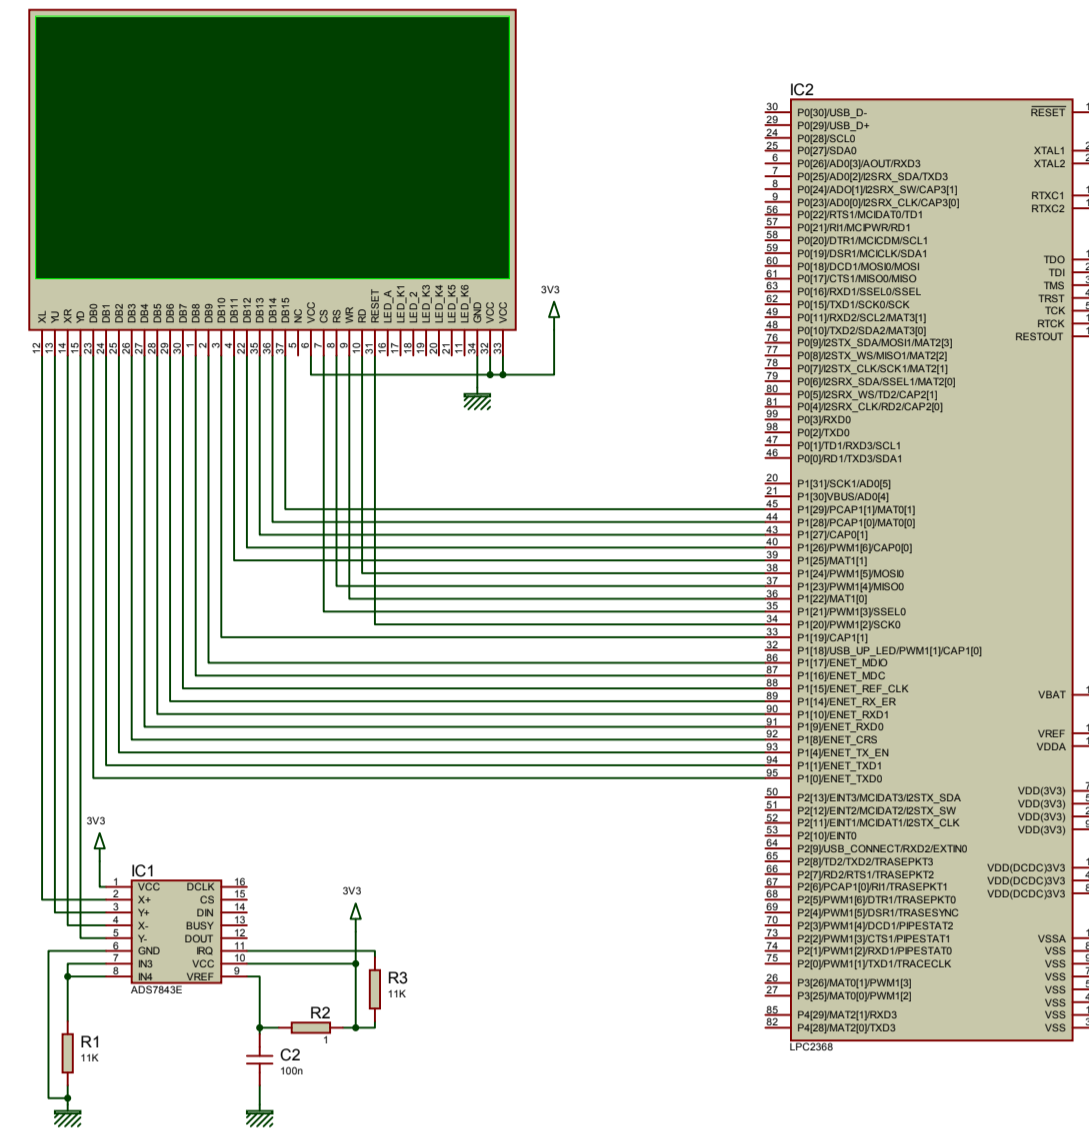 XL YU XR YD DB0 DB1 DB2 DB3 DB4 DB5 DB6 DB7 DB8 DB9 DB10 DB11 DB12 DB13 DB14 DB15 NC VCC CS RS WR RD RESET LED_A LED_K1 LED_2 LED_K3 LED_K4 LED_K5 LED_K6 GND VCC VCC
12 13 14 15 23 24 25 26 27 28 29 30 1 2 3 4 22 35 36 37 5 6 7 8 9 10 31 16 17 18 19 20 21 11 34 32 33
3V3
IC2
30 P0[30]/USB_D-
29 P0[29]/USB_D+
24 P0[28]/SCL0
25 P0[27]/SDA0
6 P0[26]/AD0[3]/AOUT/RXD3
7 P0[25]/AD0[2]/I2SRX_SDA/TXD3
8 P0[24]/ADO[1]/I2SRX_SW/CAP3[1]
9 P0[23]/AD0[0]/I2SRX_CLK/CAP3[0]
56 P0[22]/RTS1/MCIDAT0/TD1
57 P0[21]/RI1/MCIPWR/RD1
58 P0[20]/DTR1/MCICDM/SCL1
59 P0[19]/DSR1/MCICLK/SDA1
60 P0[18]/DCD1/MOSI0/MOSI
61 P0[17]/CTS1/MISO0/MISO
63 P0[16]/RXD1/SSEL0/SSEL
62 P0[15]/TXD1/SCK0/SCK
49 P0[11]/RXD2/SCL2/MAT3[1]
48 P0[10]/TXD2/SDA2/MAT3[0]
76 P0[9]/I2STX_SDA/MOSI1/MAT2[3]
77 P0[8]/I2STX_WS/MISO1/MAT2[2]
78 P0[7]/I2STX_CLK/SCK1/MAT2[1]
79 P0[6]/I2SRX_SDA/SSEL1/MAT2[0]
80 P0[5]/I2SRX_WS/TD2/CAP2[1]
81 P0[4]/I2SRX_CLK/RD2/CAP2[0]
99 P0[3]/RXD0
98 P0[2]/TXD0
47 P0[1]/TD1/RXD3/SCL1
46 P0[0]/RD1/TXD3/SDA1
20 P1[31]/SCK1/AD0[5]
21 P1[30]VBUS/AD0[4]
45 P1[29]/PCAP1[1]/MAT0[1]
44 P1[28]/PCAP1[0]/MAT0[0]
43 P1[27]/CAP0[1]
40 P1[26]/PWM1[6]/CAP0[0]
39 P1[25]/MAT1[1]
38 P1[24]/PWM1[5]/MOSI0
37 P1[23]/PWM1[4]/MISO0
36 P1[22]/MAT1[0]
35 P1[21]/PWM1[3]/SSEL0
34 P1[20]/PWM1[2]/SCK0
33 P1[19]/CAP1[1]
32 P1[18]/USB_UP_LED/PWM1[1]/CAP1[0]
86 P1[17]/ENET_MDIO
87 P1[16]/ENET_MDC
88 P1[15]/ENET_REF_CLK
89 P1[14]/ENET_RX_ER
90 P1[10]/ENET_RXD1
91 P1[9]/ENET_RXD0
92 P1[8]/ENET_CRS
93 P1[4]/ENET_TX_EN
94 P1[1]/ENET_TXD1
95 P1[0]/ENET_TXD0
50 P2[13]/EINT3/MCIDAT3/I2STX_SDA
51 P2[12]/EINT2/MCIDAT2/I2STX_SW
52 P2[11]/EINT1/MCIDAT1/I2STX_CLK
53 P2[10]/EINT0
64 P2[9]/USB_CONNECT/RXD2/EXTIN0
65 P2[8]/TD2/TXD2/TRASEPKT3
66 P2[7]/RD2/RTS1/TRASEPKT2
67 P2[6]/PCAP1[0]/RI1/TRASEPKT1
68 P2[5]/PWM1[6]/DTR1/TRASEPKT0
69 P2[4]/PWM1[5]/DSR1/TRASESYNC
70 P2[3]/PWM1[4]/DCD1/PIPESTAT2
73 P2[2]/PWM1[3]/CTS1/PIPESTAT1
74 P2[1]/PWM1[2]/RXD1/PIPESTAT0
75 P2[0]/PWM1[1]/TXD1/TRACECLK
26 P3[26]/MAT0[1]/PWM1[3]
27 P3[25]/MAT0[0]/PWM1[2]
85 P4[29]/MAT2[1]/RXD3
82 P4[28]/MAT2[0]/TXD3
RESET
XTAL1
XTAL2
RTXC1
RTXC2
TDO
TDI
TMS
TRST
TCK
RTCK
RESTOUT
VBAT
VREF
VDDA
VDD(3V3)
VDD(3V3)
VDD(3V3)
VDD(3V3)
VDD(DCDC)3V3
VDD(DCDC)3V3
VDD(DCDC)3V3
VSSA
VSS
VSS
VSS
VSS
VSS
VSS
VSS
LPC2368
3V3
IC1
1 VCC DCLK 16
2 X+ CS 15
3 Y+ DIN 14
4 X- BUSY 13
5 Y- DOUT 12
6 GND IRQ 11
7 IN3 VCC 10
8 IN4 VREF 9
ADS7843E
3V3
R3
11K
R2
1
R1
11K
C2
100n